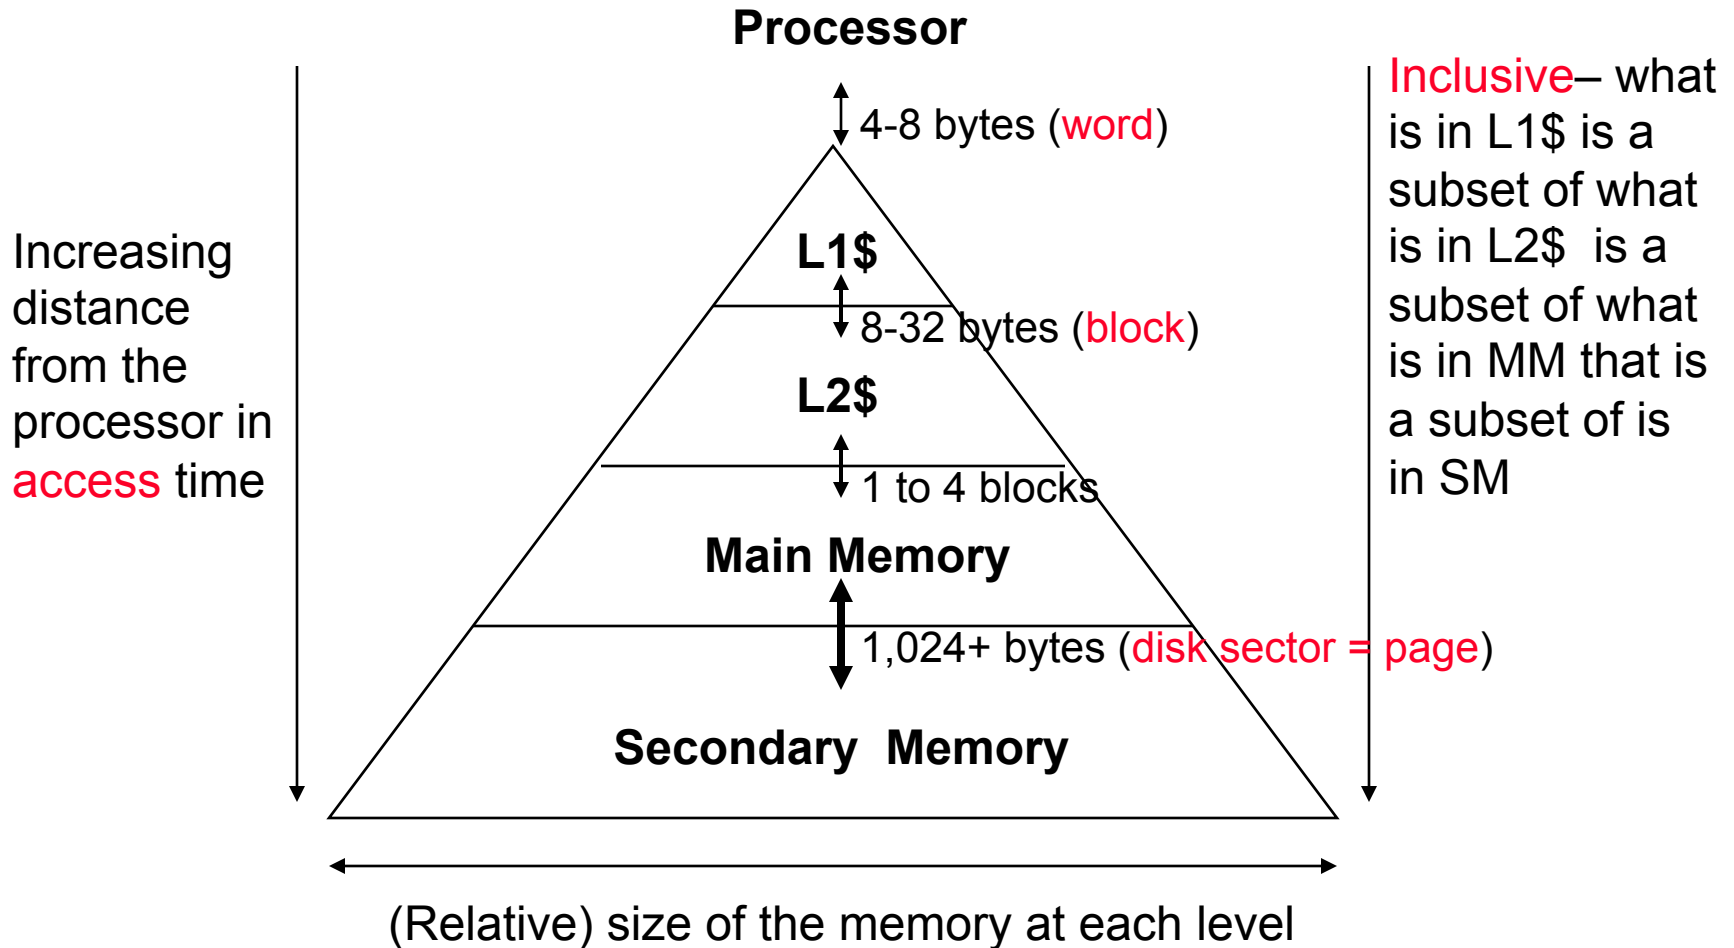 Processor
4-8 bytes (word)
Increasing
distance
from the
processor in
access time
L1$
8-32 bytes (block)
L2$
1 to 4 blocks
Main Memory
1,024+ bytes (disk sector = page)
Secondary Memory
(Relative) size of the memory at each level
Inclusive– what
is in L1$ is a
subset of what
is in L2$ is a
subset of what
is in MM that is
a subset of is
in SM